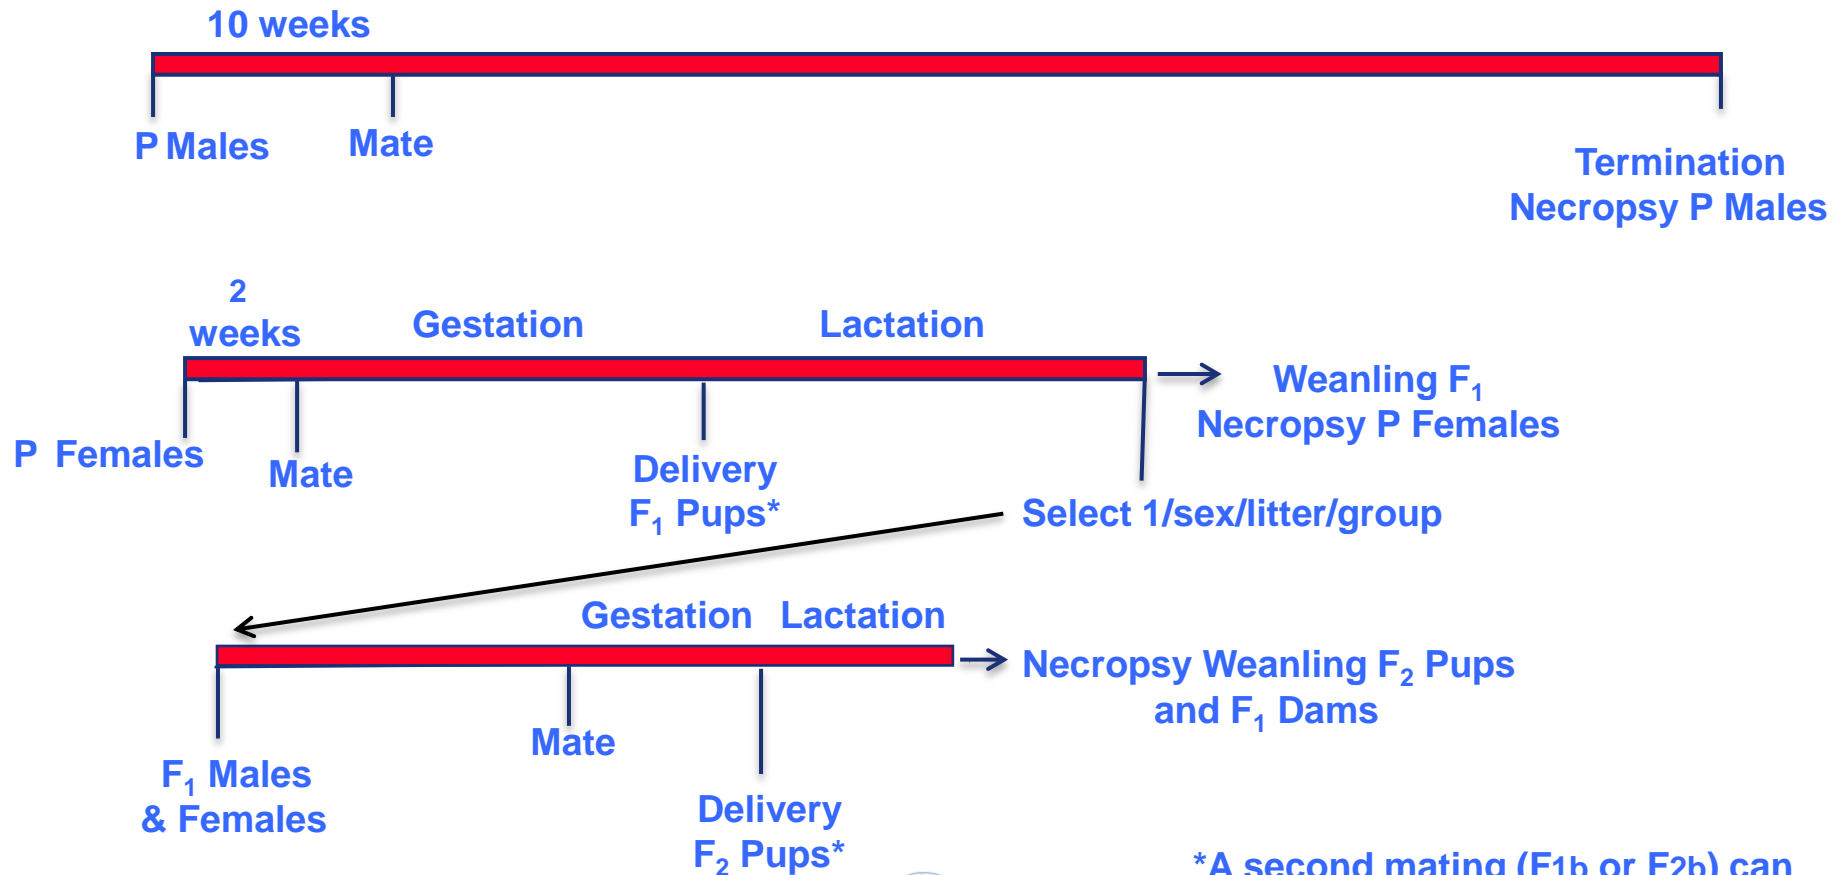 10 weeks
P Males
Mate
Termination
Necropsy P Males
2
weeks
Gestation
Lactation
P Females
Mate
Delivery
F₁ Pups*
Weanling F₁
Necropsy P Females
Select 1/sex/litter/group
Gestation
Lactation
F₁ Males
& Females
Mate
Delivery
F₂ Pups*
Necropsy Weanling F₂ Pups
and F₁ Dams
*A second mating (F1b or F2b) can